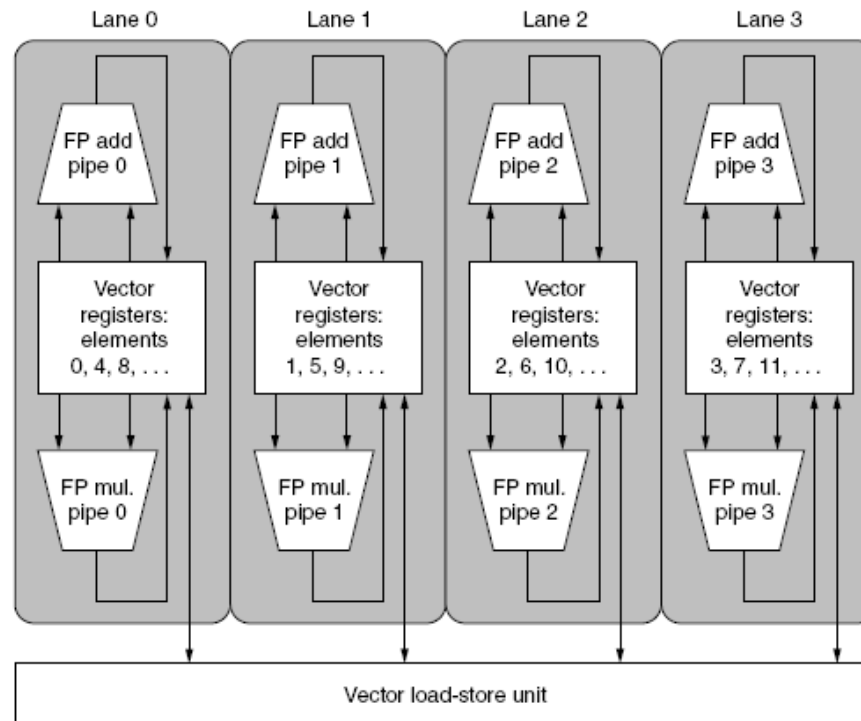 Lane 0
Lane 1
Lane 2
Lane 3
FP add
pipe 0
FP add
pipe 1
FP add
pipe 2
FP add
pipe 3
Vector
registers:
elements
0, 4, 8, . . .
Vector
registers:
elements
1, 5, 9, . . .
Vector
registers:
elements
2, 6, 10, . . .
Vector
registers:
elements
3, 7, 11, . . .
FP mul.
pipe 0
FP mul.
pipe 1
FP mul.
pipe 2
FP mul.
pipe 3
Vector load-store unit